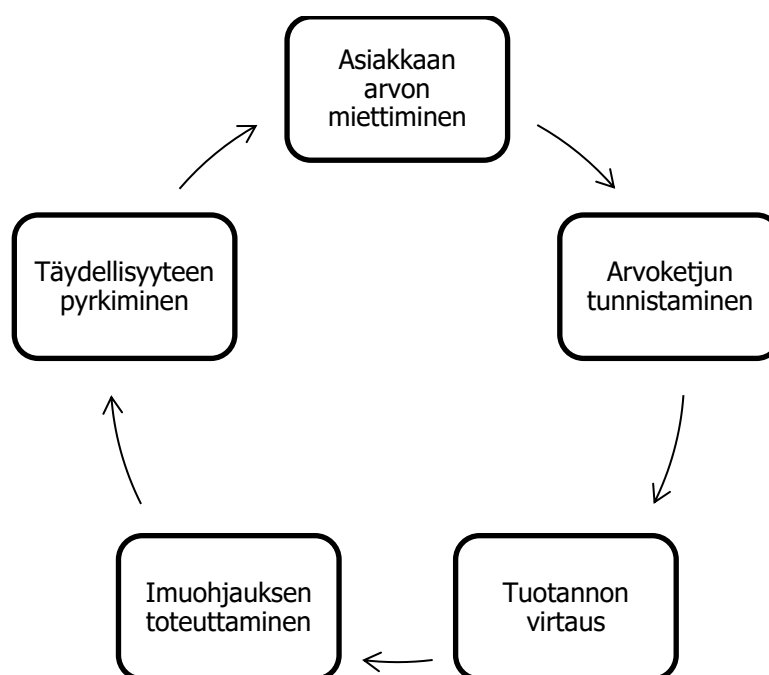 Asiakkaan
arvon
miettiminen
Arvoketjun
tunnistaminen
Tuotannon
virtaus
Imuohjauksen
toteuttaminen
Täydellisyyteen
pyrkiminen